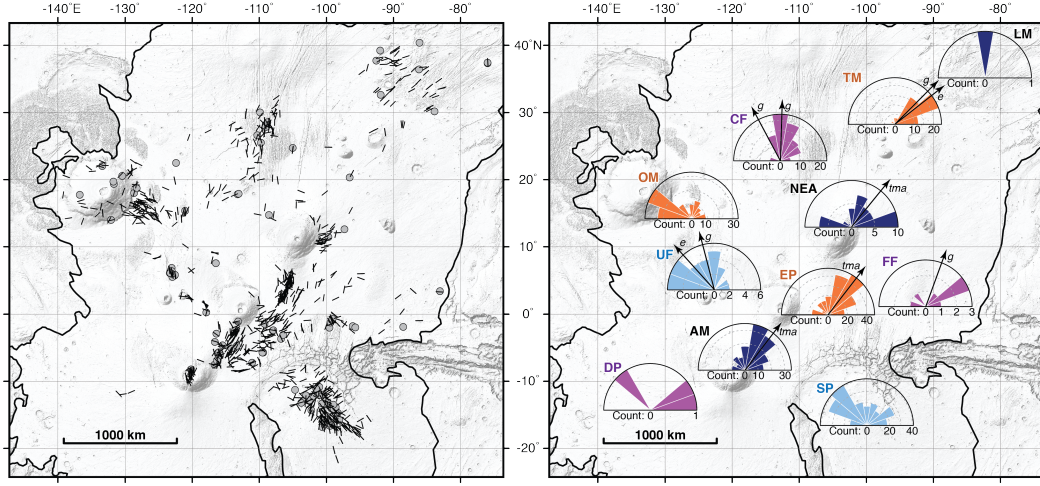 -140°E -130° -120° -110° -100° -90° -80°
-140°E -130° -120° -110° -100° -90° -80°
40°N
30°
20°
10°
0°
-10°
-20°
1000 km
LM
Count: 0 1
TM
g
e
Count: 0 10 20
CF
g
g
Count: 0 10 20
OM
Count: 0 10 30
NEA
tma
Count: 0 5 10
UF
e
g
Count: 0 2 6
EP
tma
Count: 0 20 40
FF
g
Count: 0 1 2 3
AM
tma
Count: 0 10 30
DP
Count: 0 1
SP
Count: 0 20 40
1000 km